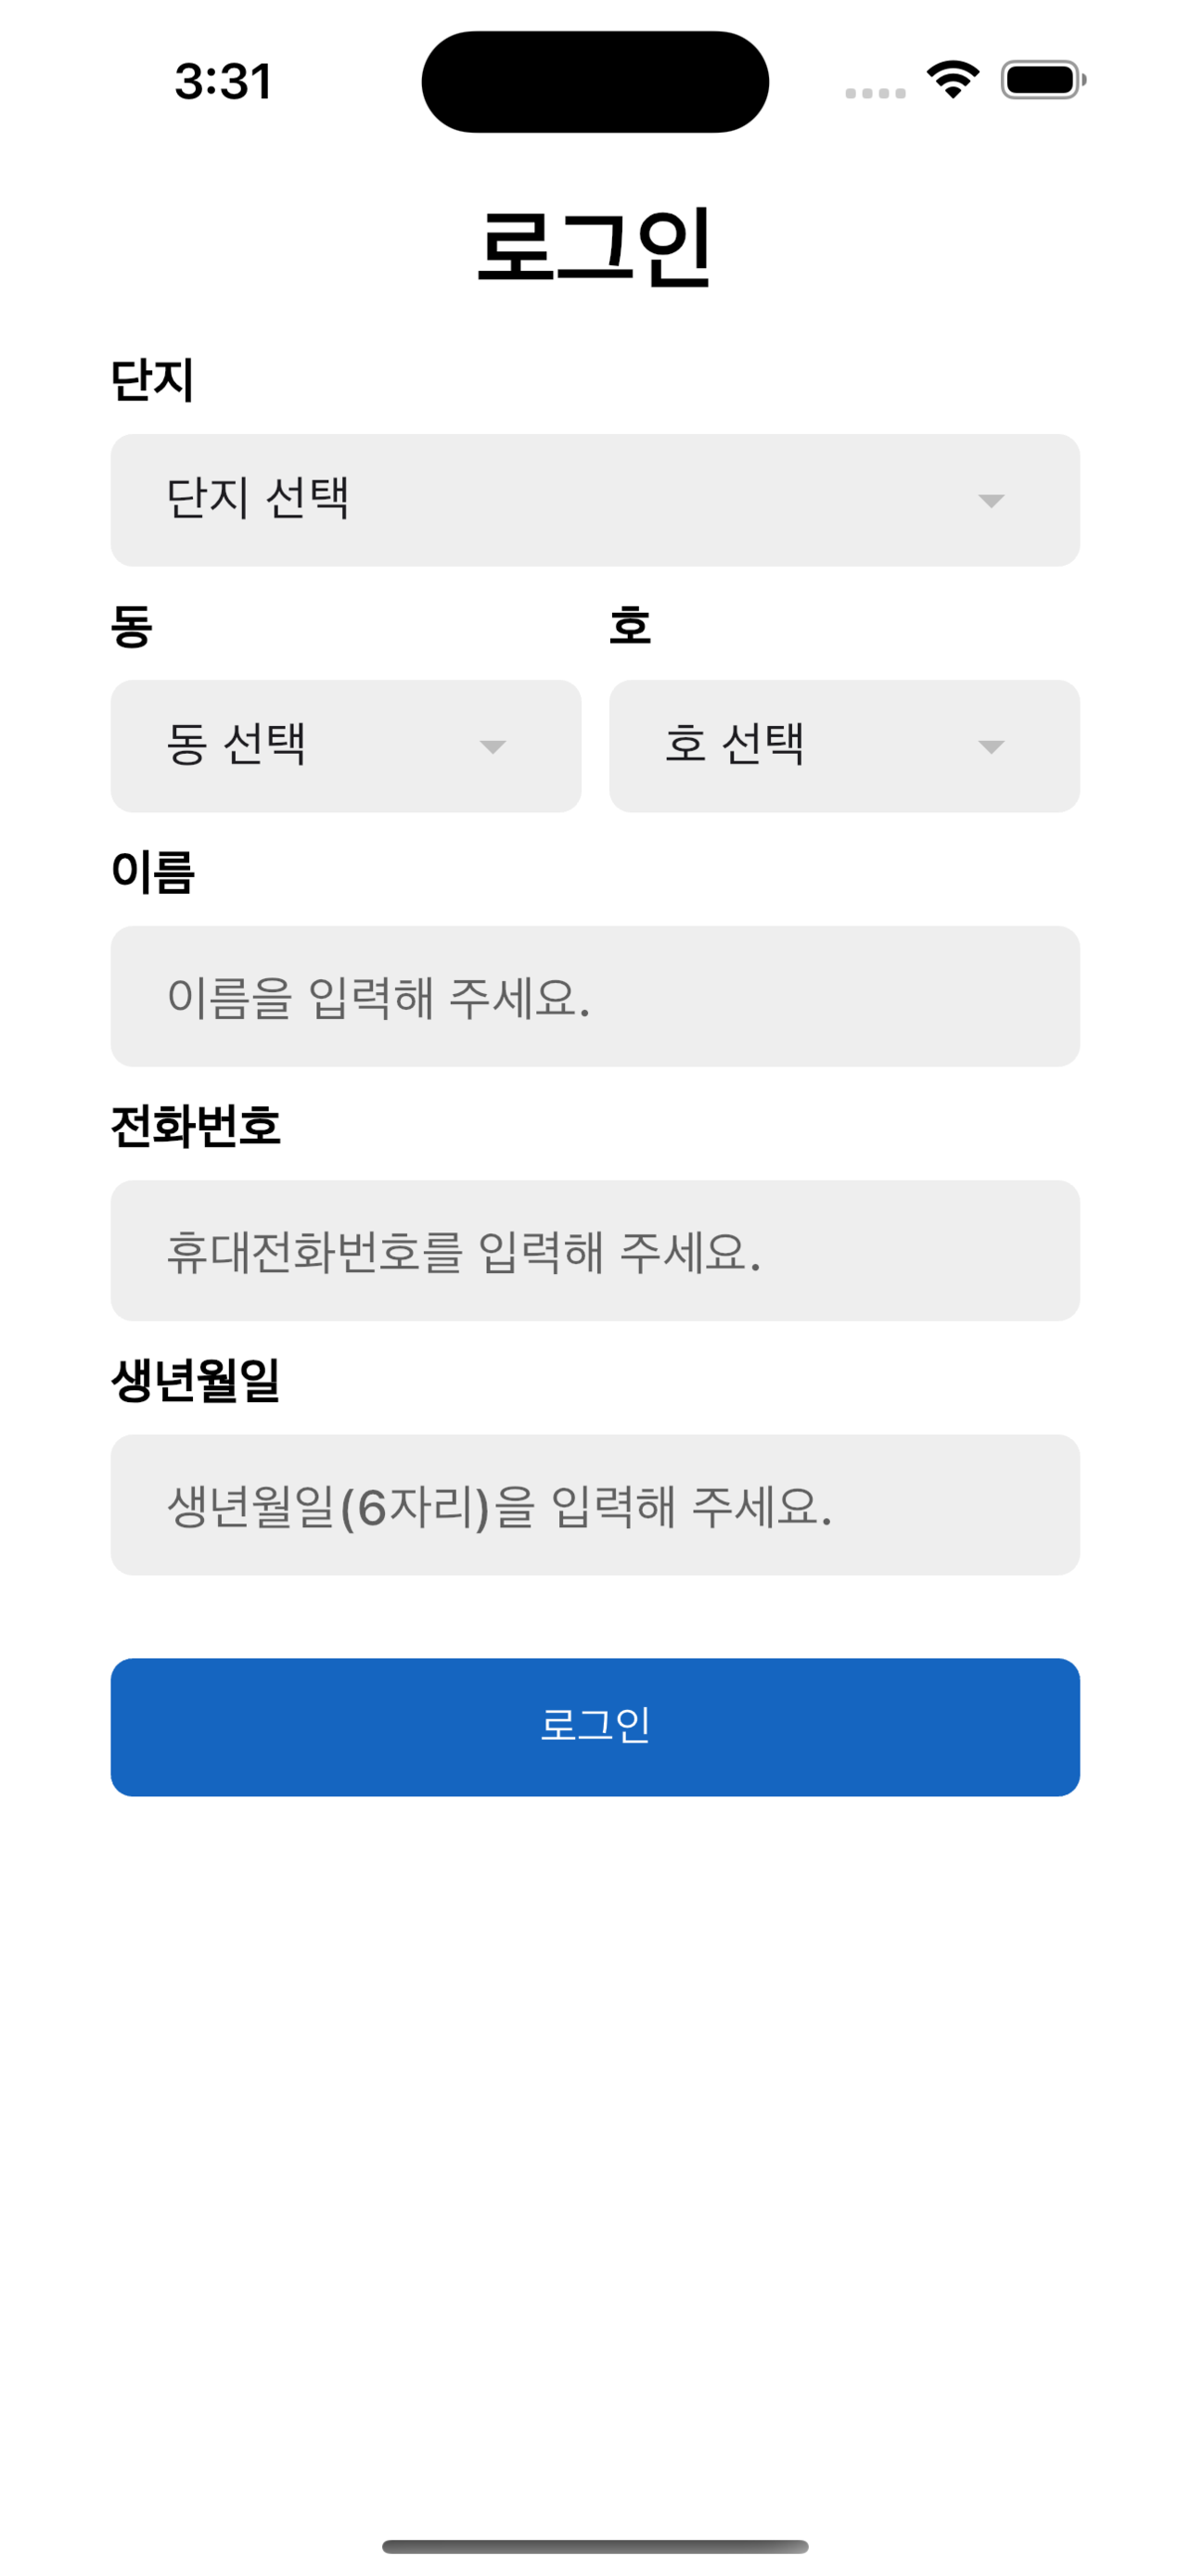 3:31
로그인
단지
단지 선택
동 호
동 선택 호 선택
이름
이름을 입력해 주세요.
전화번호
휴대전화번호를 입력해 주세요.
생년월일
생년월일(6자리)을 입력해 주세요.
로그인